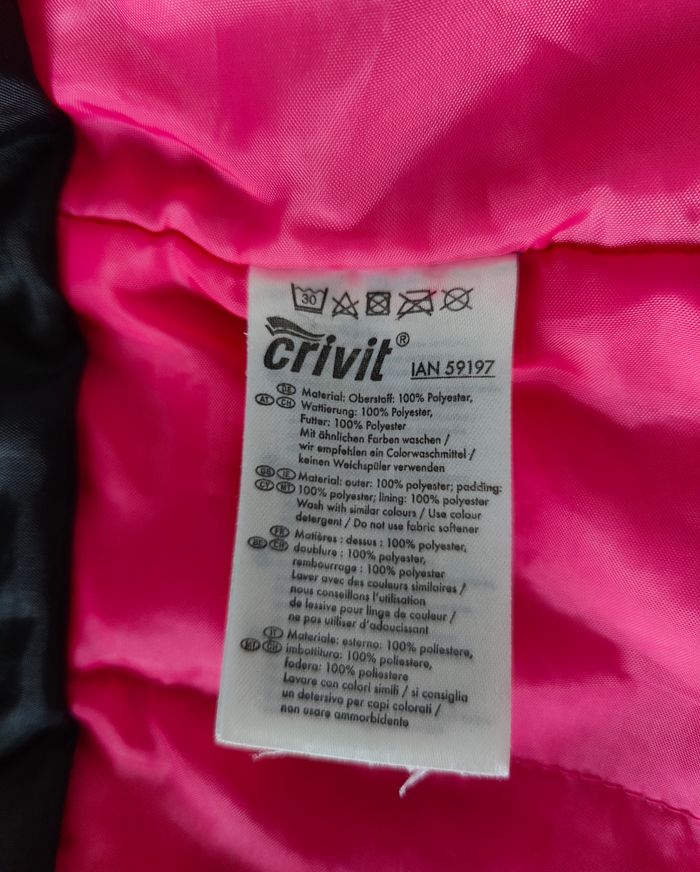 30
crivit® IAN 59197
DE Material: Oberstoff: 100% Polyester,
AT CH Wattierung: 100% Polyester,
Futter: 100% Polyester
Mit ähnlichen Farben waschen /
wir empfehlen ein Colorwaschmittel /
keinen Weichspüler verwenden
GB IE Material: outer: 100% polyester; padding:
CY MT 100% polyester; lining: 100% polyester
Wash with similar colours / Use colour
detergent / Do not use fabric softener
FR Matières : dessus : 100% polyester,
BE CH doublure : 100% polyester,
rembourrage : 100% polyester
Laver avec des couleurs similaires /
nous conseillons l'utilisation
de lessive pour linge de couleur /
ne pas utiliser d'adoucissant
IT Materiale: esterno: 100% poliestere,
MT CH imbottitura: 100% poliestere,
fodera: 100% poliestere
Lavare con colori simili / si consiglia
un detersivo per capi colorati /
non usare ammorbidente